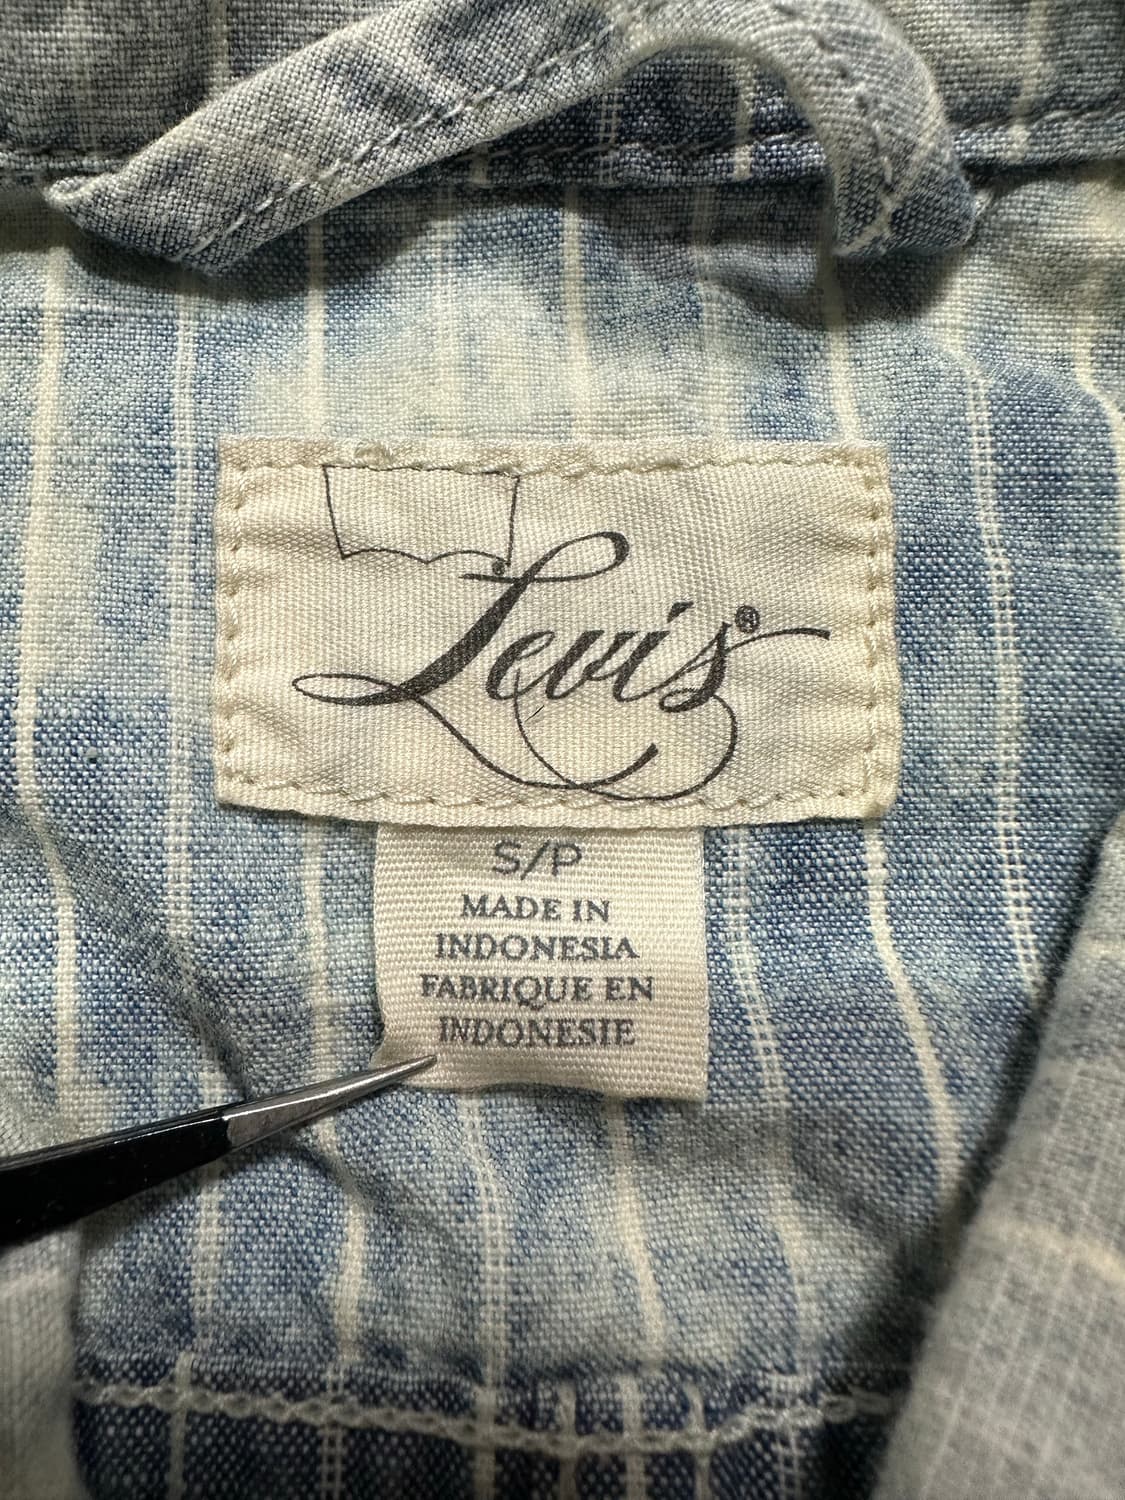 Levi's®
S/P
MADE IN
INDONESIA
FABRIQUE EN
INDONESIE